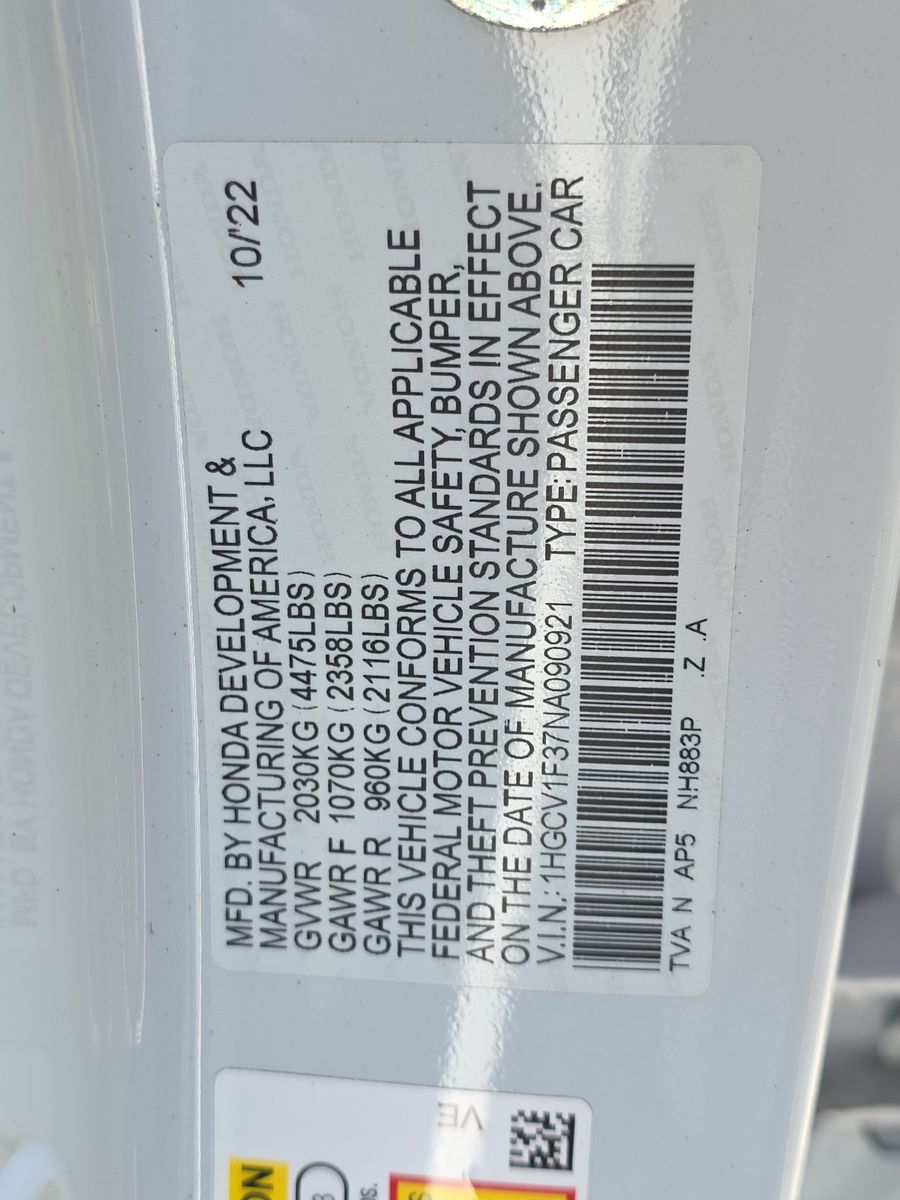 MFD. BY HONDA DEVELOPMENT & 10/'22
MANUFACTURING OF AMERICA, LLC
GVWR 2030KG (4475LBS)
GAWR F 1070KG (2358LBS)
GAWR R 960KG (2116LBS)
THIS VEHICLE CONFORMS TO ALL APPLICABLE
FEDERAL MOTOR VEHICLE SAFETY, BUMPER,
AND THEFT PREVENTION STANDARDS IN EFFECT
ON THE DATE OF MANUFACTURE SHOWN ABOVE.
V.I.N.: 1HGCV1F37NA090921 TYPE: PASSENGER CAR
TVA N AP5 NH883P .Z .A
VE